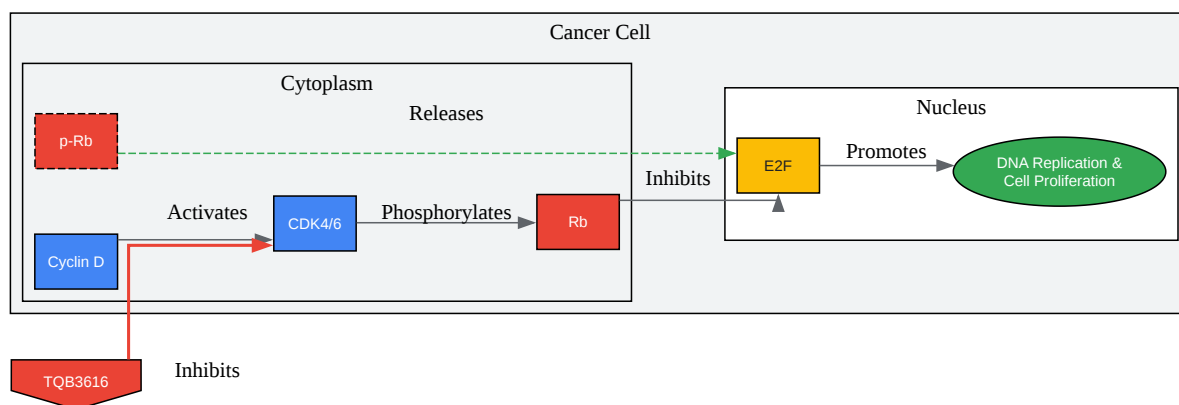 Cancer Cell
Cytoplasm
Nucleus
Releases
p-Rb
E2F
Promotes
DNA Replication &
Cell Proliferation
Inhibits
Activates
CDK4/6
Phosphorylates
Rb
Cyclin D
TQB3616
Inhibits